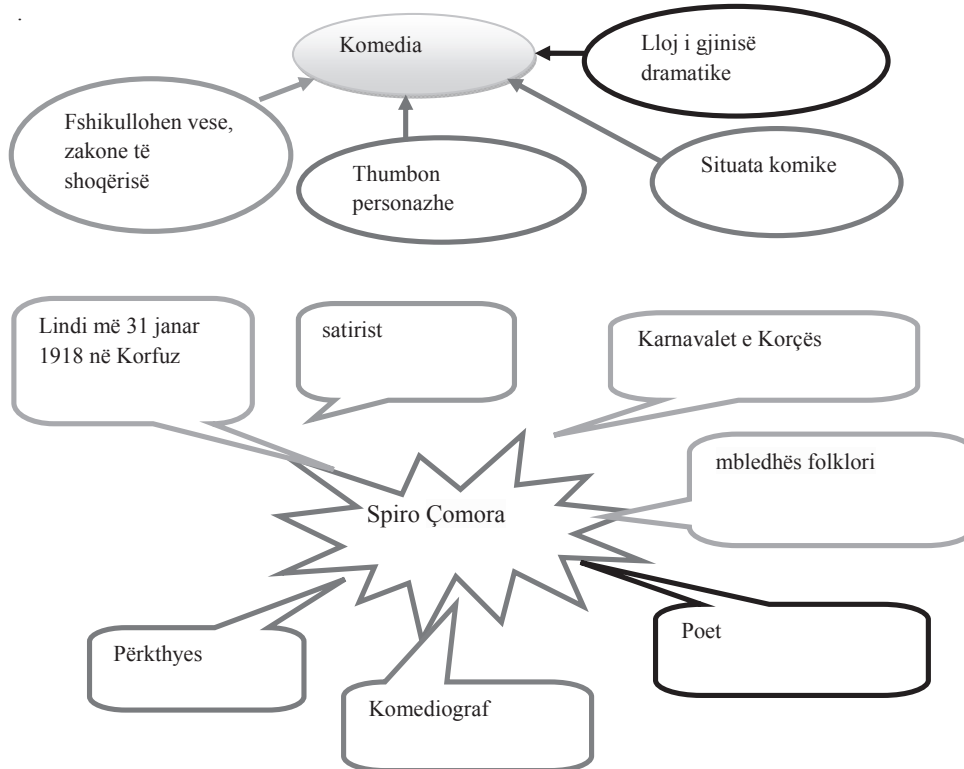 .
Komedia
Lloj i gjinisë
dramatike
Fshikullohen vese,
zakone të
shoqërisë
Thumbon
personazhe
Situata komike
Lindi më 31 janar
1918 në Korfuz
satirist
Karnavalet e Korçës
mbledhës folklori
Spiro Çomora
Përkthyes
Komediograf
Poet